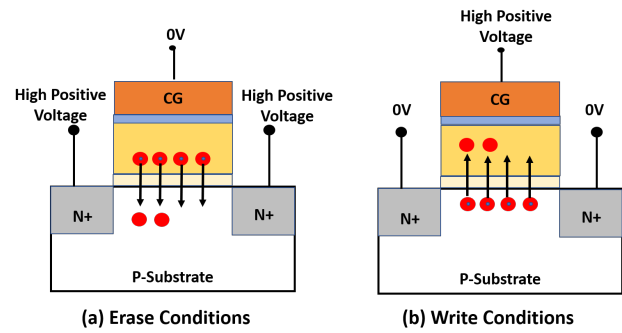 0V
High Positive
Voltage
High Positive
Voltage
CG
N+
N+
P-Substrate
(a) Erase Conditions
High Positive
Voltage
0V
0V
CG
N+
N+
P-Substrate
(b) Write Conditions